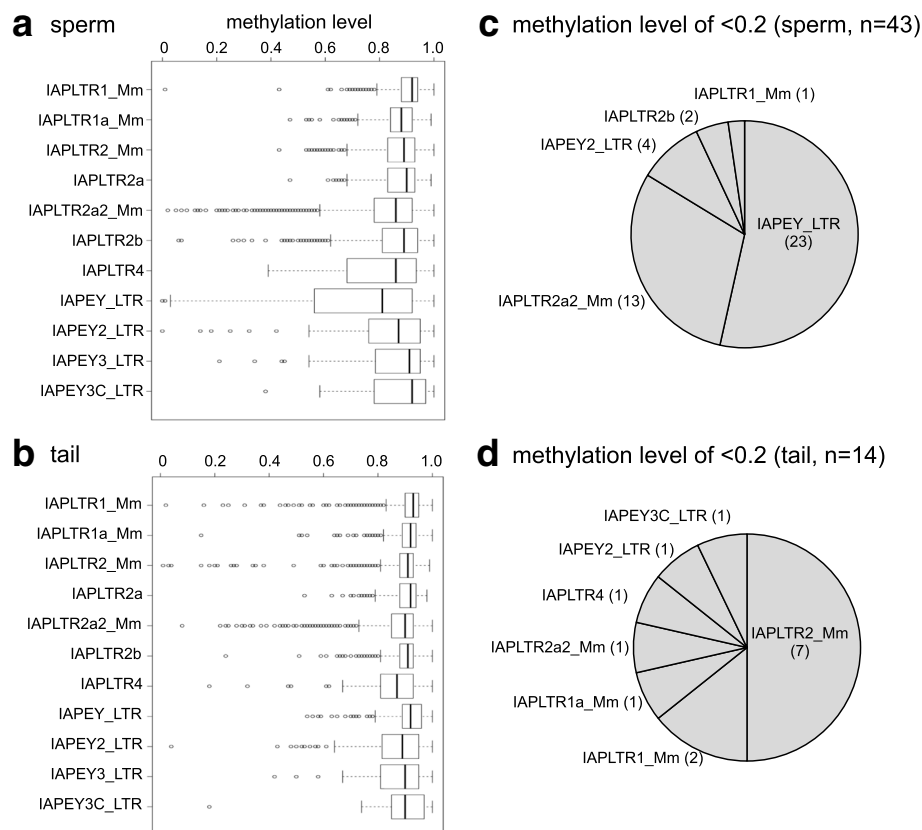 a sperm
methylation level
0 0.2 0.4 0.6 0.8 1.0
IAPLTR1_Mm
IAPLTR1a_Mm
IAPLTR2_Mm
IAPLTR2a
IAPLTR2a2_Mm
IAPLTR2b
IAPLTR4
IAPEY_LTR
IAPEY2_LTR
IAPEY3_LTR
IAPEY3C_LTR
b tail
0 0.2 0.4 0.6 0.8 1.0
IAPLTR1_Mm
IAPLTR1a_Mm
IAPLTR2_Mm
IAPLTR2a
IAPLTR2a2_Mm
IAPLTR2b
IAPLTR4
IAPEY_LTR
IAPEY2_LTR
IAPEY3_LTR
IAPEY3C_LTR
c methylation level of <0.2 (sperm, n=43)
IAPLTR1_Mm (1)
IAPLTR2b (2)
IAPEY2_LTR (4)
IAPEY_LTR
(23)
IAPLTR2a2_Mm (13)
d methylation level of <0.2 (tail, n=14)
IAPEY3C_LTR (1)
IAPEY2_LTR (1)
IAPLTR4 (1)
IAPLTR2_Mm
(7)
IAPLTR2a2_Mm (1)
IAPLTR1a_Mm (1)
IAPLTR1_Mm (2)